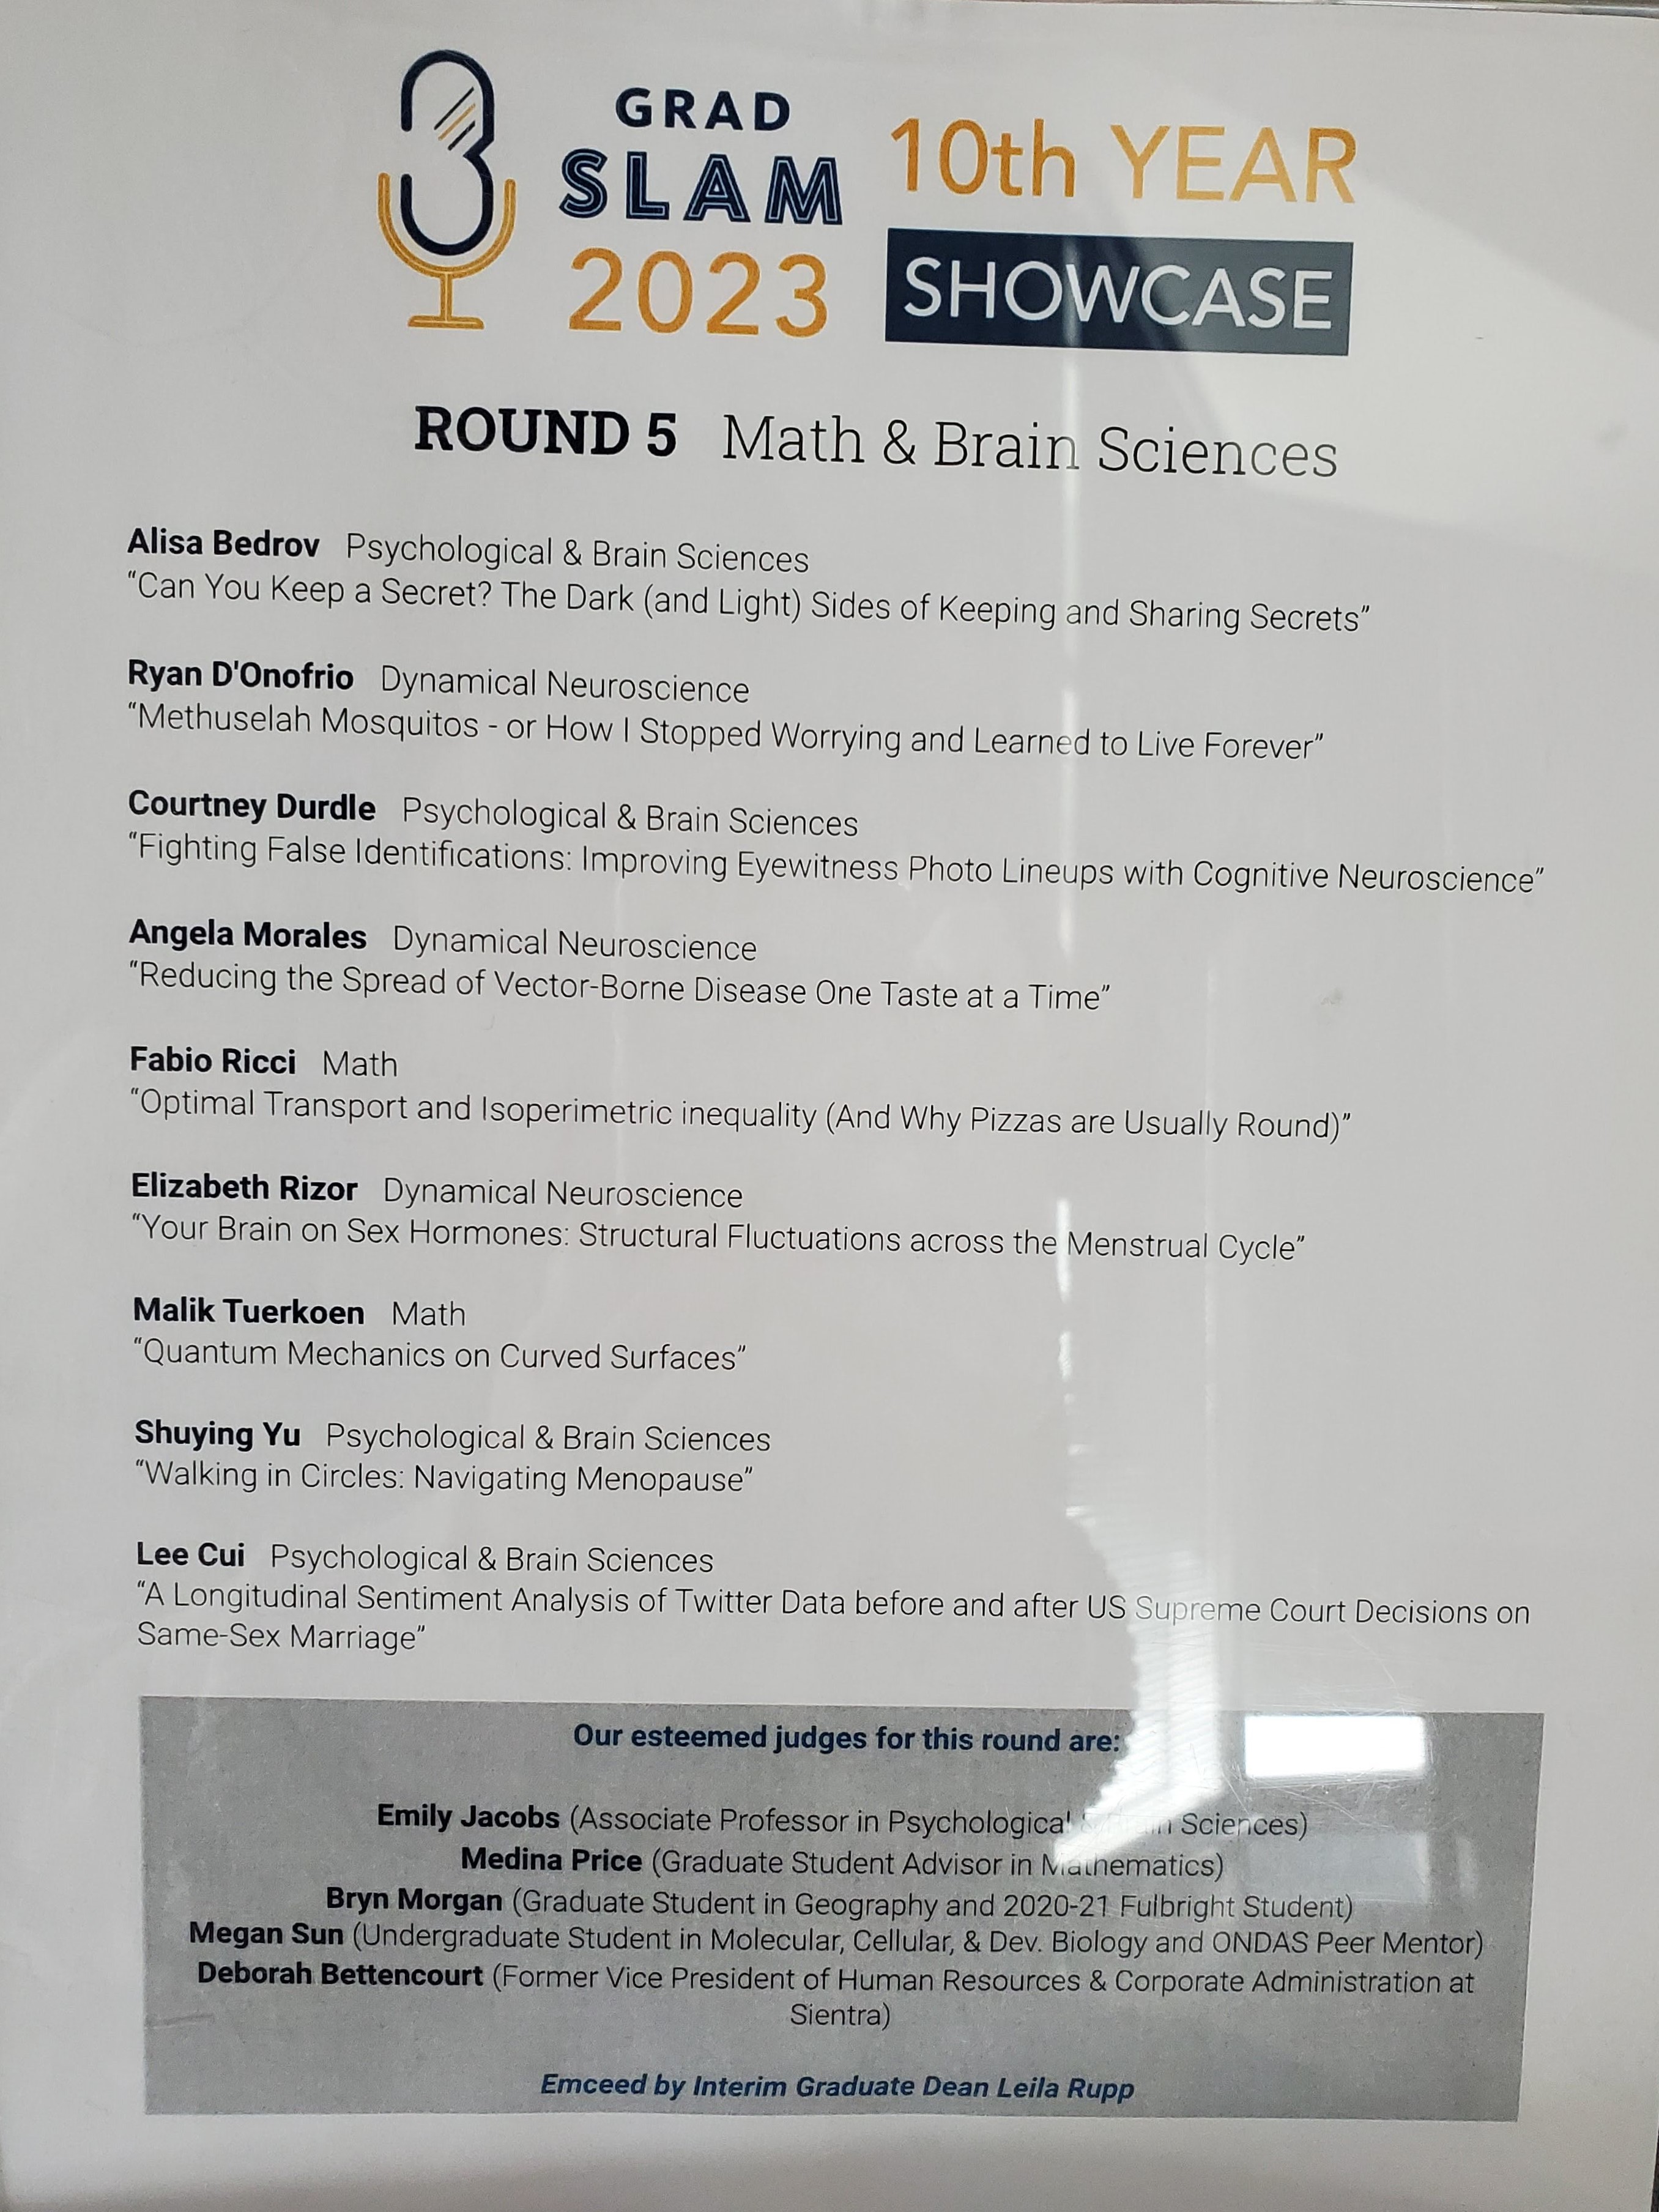 GRAD
SLAM
2023
10th YEAR
SHOWCASE
ROUND 5 Math & Brain Sciences
Alisa Bedrov Psychological & Brain Sciences
“Can You Keep a Secret? The Dark (and Light) Sides of Keeping and Sharing Secrets”
Ryan D'Onofrio Dynamical Neuroscience
“Methuselah Mosquitos - or How I Stopped Worrying and Learned to Live Forever”
Courtney Durdle Psychological & Brain Sciences
“Fighting False Identifications: Improving Eyewitness Photo Lineups with Cognitive Neuroscience”
Angela Morales Dynamical Neuroscience
“Reducing the Spread of Vector-Borne Disease One Taste at a Time”
Fabio Ricci Math
“Optimal Transport and Isoperimetric inequality (And Why Pizzas are Usually Round)”
Elizabeth Rizor Dynamical Neuroscience
“Your Brain on Sex Hormones: Structural Fluctuations across the Menstrual Cycle”
Malik Tuerkoen Math
“Quantum Mechanics on Curved Surfaces”
Shuying Yu Psychological & Brain Sciences
“Walking in Circles: Navigating Menopause”
Lee Cui Psychological & Brain Sciences
“A Longitudinal Sentiment Analysis of Twitter Data before and after US Supreme Court Decisions on
Same-Sex Marriage”
Our esteemed judges for this round are:
Emily Jacobs (Associate Professor in Psychological & Brain Sciences)
Medina Price (Graduate Student Advisor in Mathematics)
Bryn Morgan (Graduate Student in Geography and 2020-21 Fulbright Student)
Megan Sun (Undergraduate Student in Molecular, Cellular, & Dev. Biology and ONDAS Peer Mentor)
Deborah Bettencourt (Former Vice President of Human Resources & Corporate Administration at
Sientra)
Emceed by Interim Graduate Dean Leila Rupp